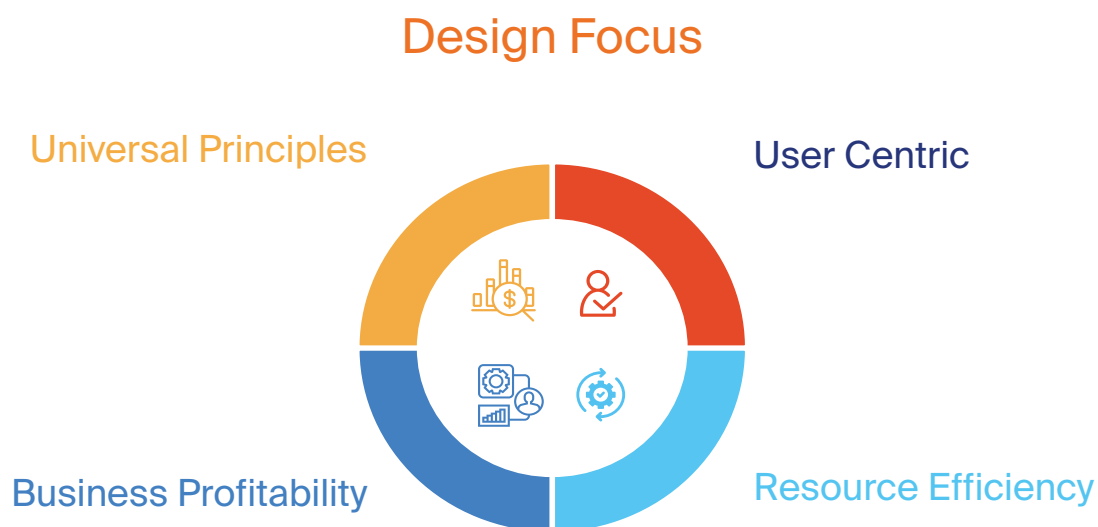 Design Focus
Universal Principles
User Centric
$
Business Profitability
Resource Efficiency